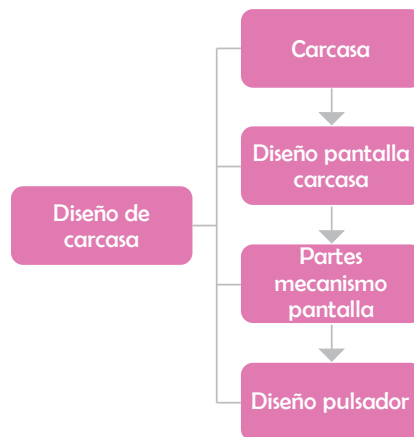 Carcasa
Diseño pantalla
carcasa
Diseño de
carcasa
Partes
mecanismo
pantalla
Diseño pulsador